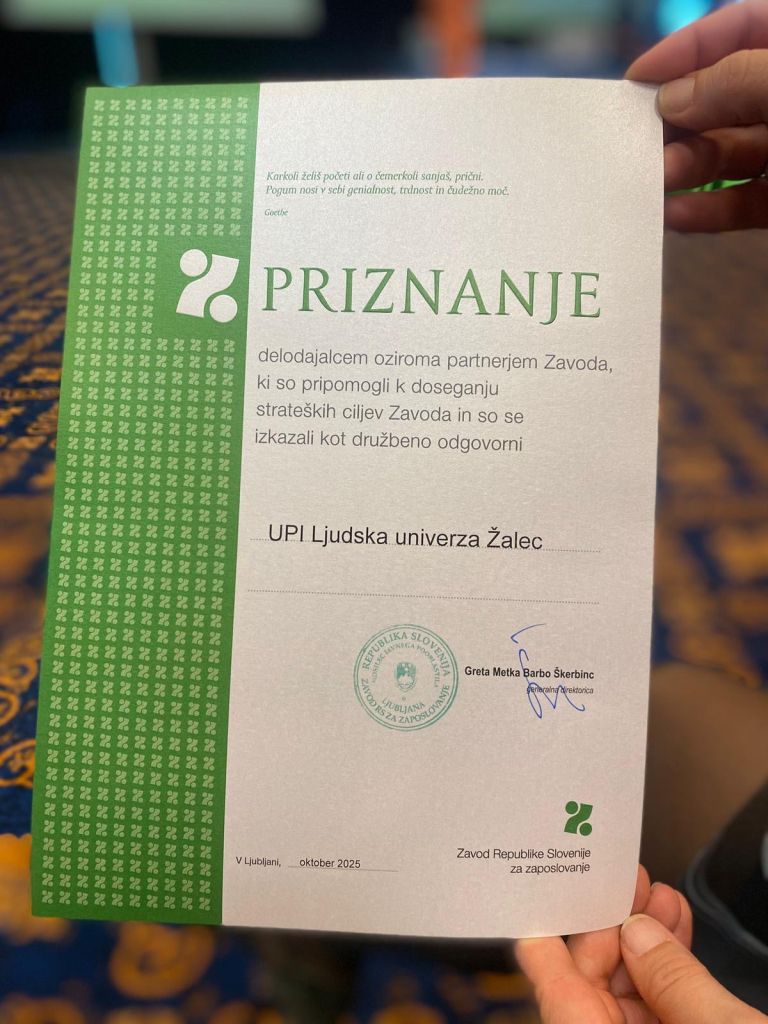 Karkoli želiš početi ali o čemerkoli sanjaš, prični.
Pogum nosi v sebi genialnost, trdnost in čudežno moč.
Goethe
PRIZNANJE
delodajalcem oziroma partnerjem Zavoda,
ki so pripomogli k doseganju
strateških ciljev Zavoda in so se
izkazali kot družbeno odgovorni
UPI Ljudska univerza Žalec
REPUBLIKA SLOVENIJA
NOSILEC JAVNEGA POOBLASTILA
LJUBLJANA
ZAVOD RS ZA ZAPOSLOVANJE
Greta Metka Barbo Škerbinc
generalna direktorica
V Ljubljani, oktober 2025
Zavod Republike Slovenije
za zaposlovanje